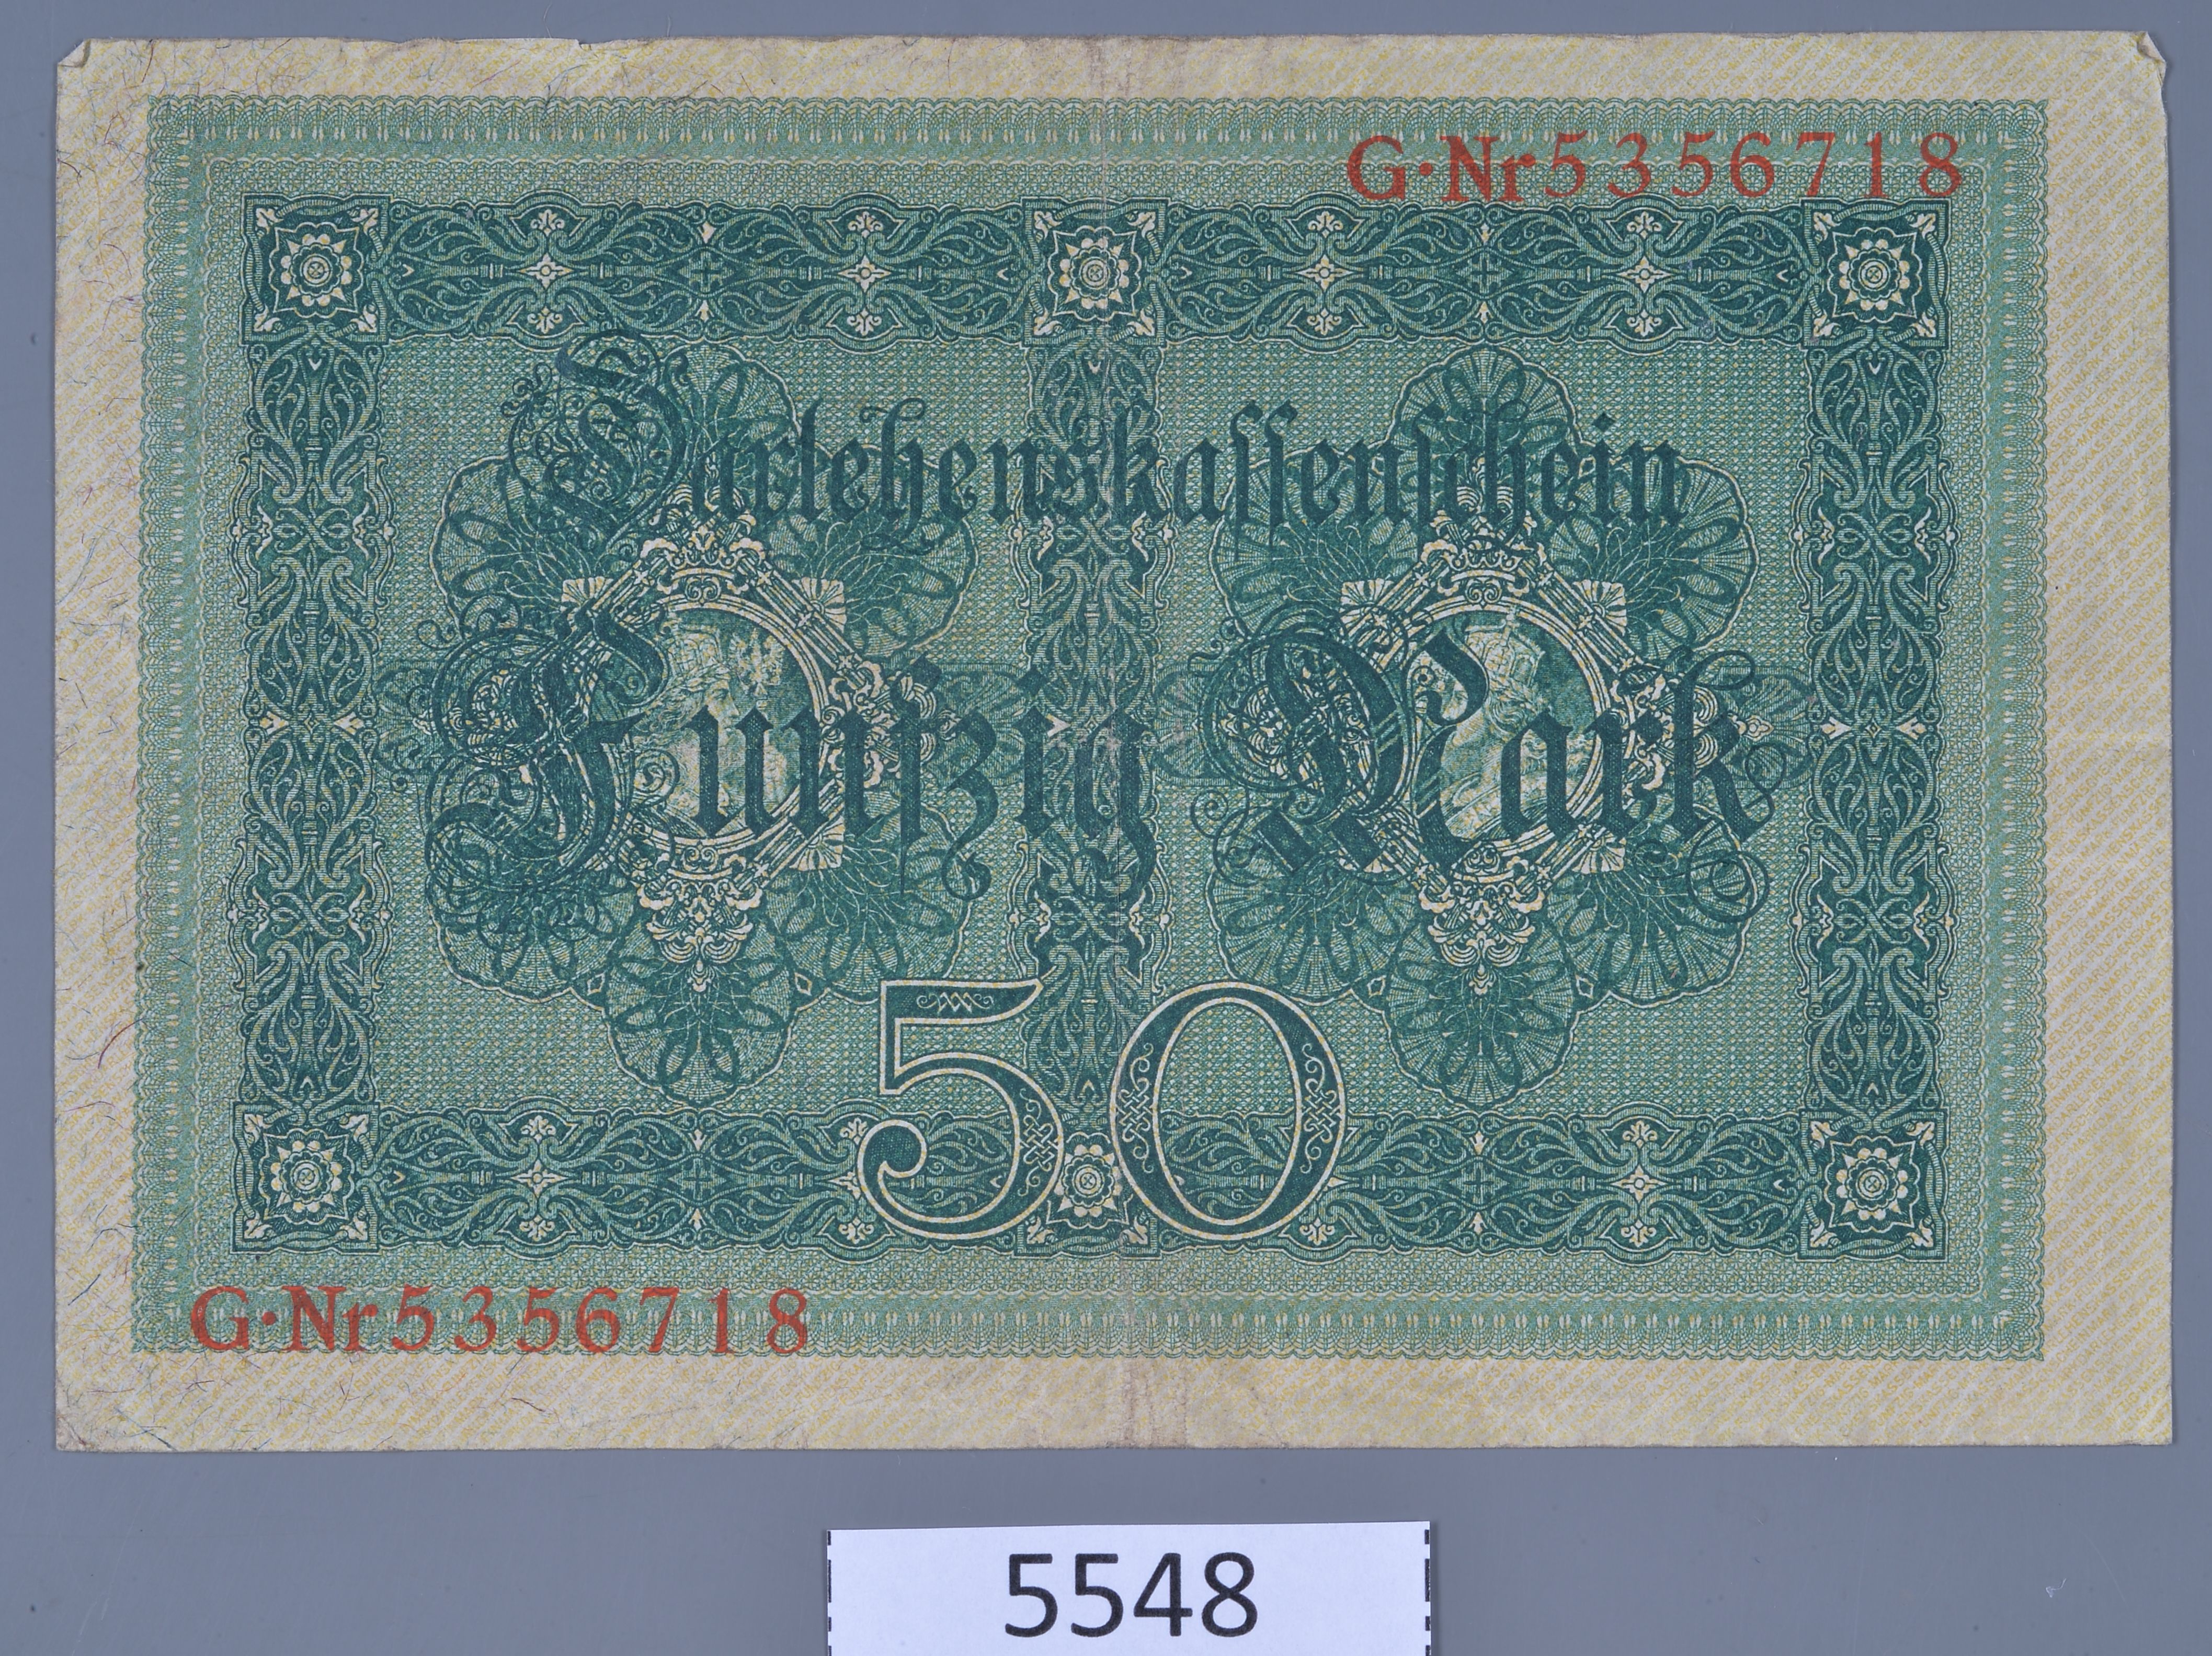 G·Nr5356718
Darlehenskassenschein
Fünfzig Mark
50
G·Nr5356718
5548